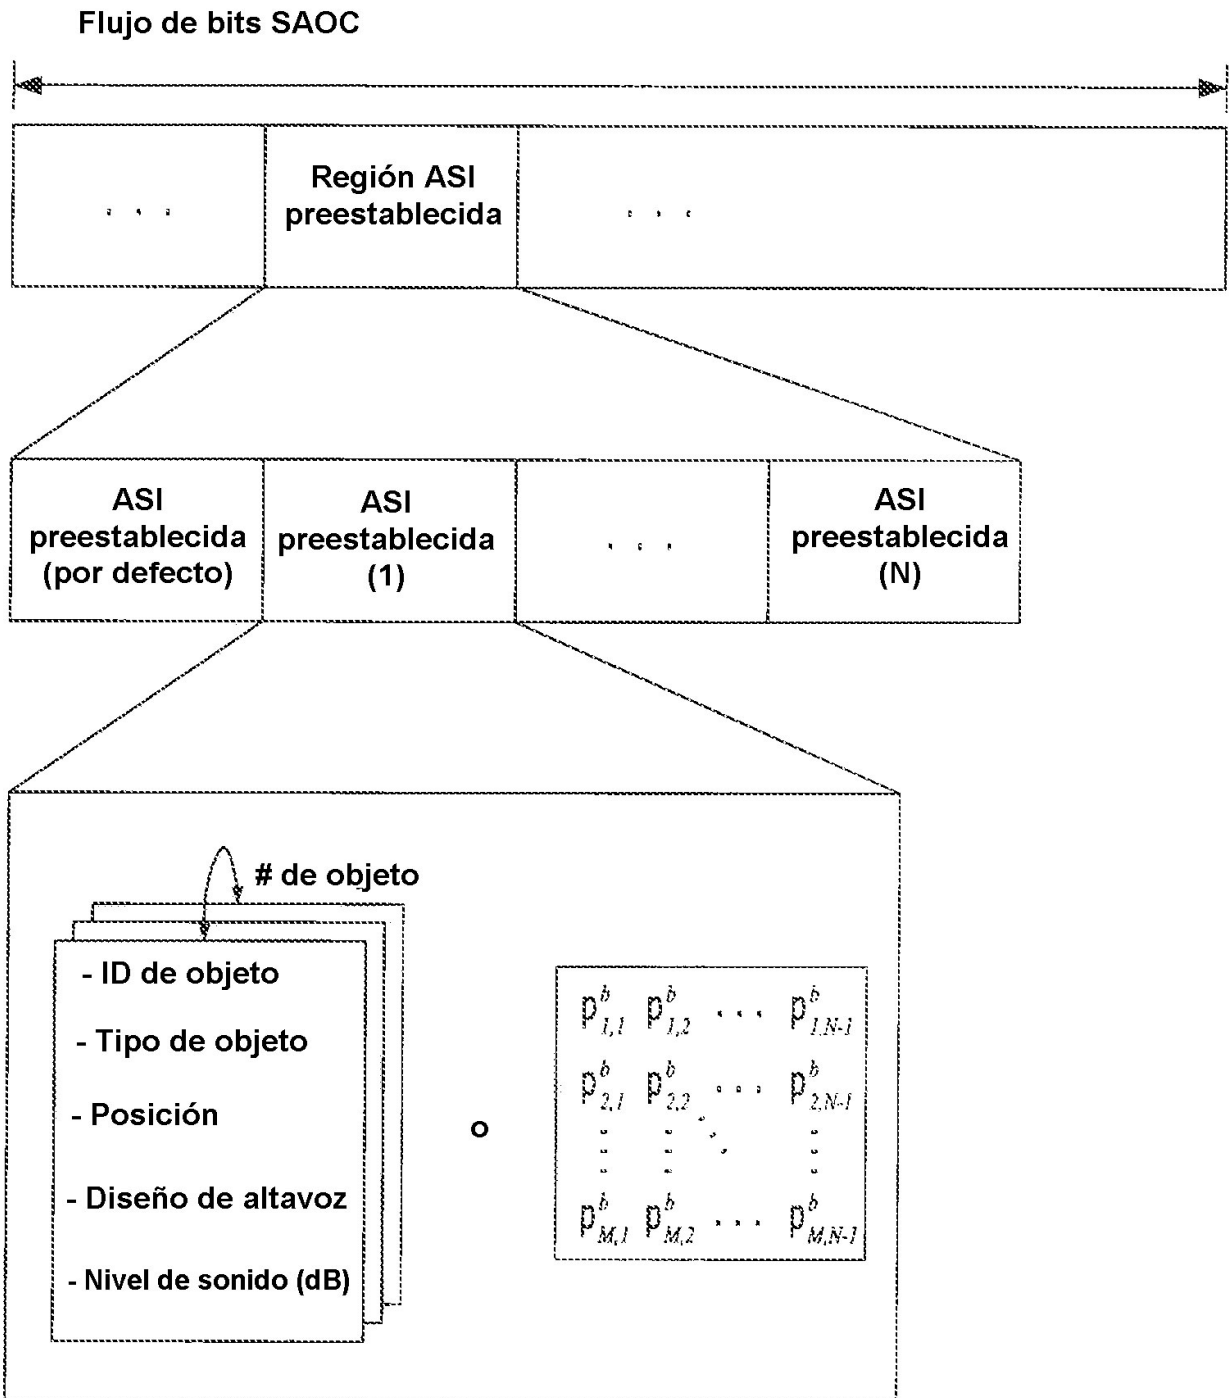 Flujo de bits SAOC
. . .
Región ASI
preestablecida
. . .
ASI
preestablecida
(por defecto)
ASI
preestablecida
(1)
. . .
ASI
preestablecida
(N)
# de objeto
- ID de objeto
- Tipo de objeto
- Posición
- Diseño de altavoz
- Nivel de sonido (dB)
o
p^b_{1,1} p^b_{1,2} . . . p^b_{1,N-1}
p^b_{2,1} p^b_{2,2} . . . p^b_{2,N-1}
p^b_{M,1} p^b_{M,2} . . . p^b_{M,N-1}